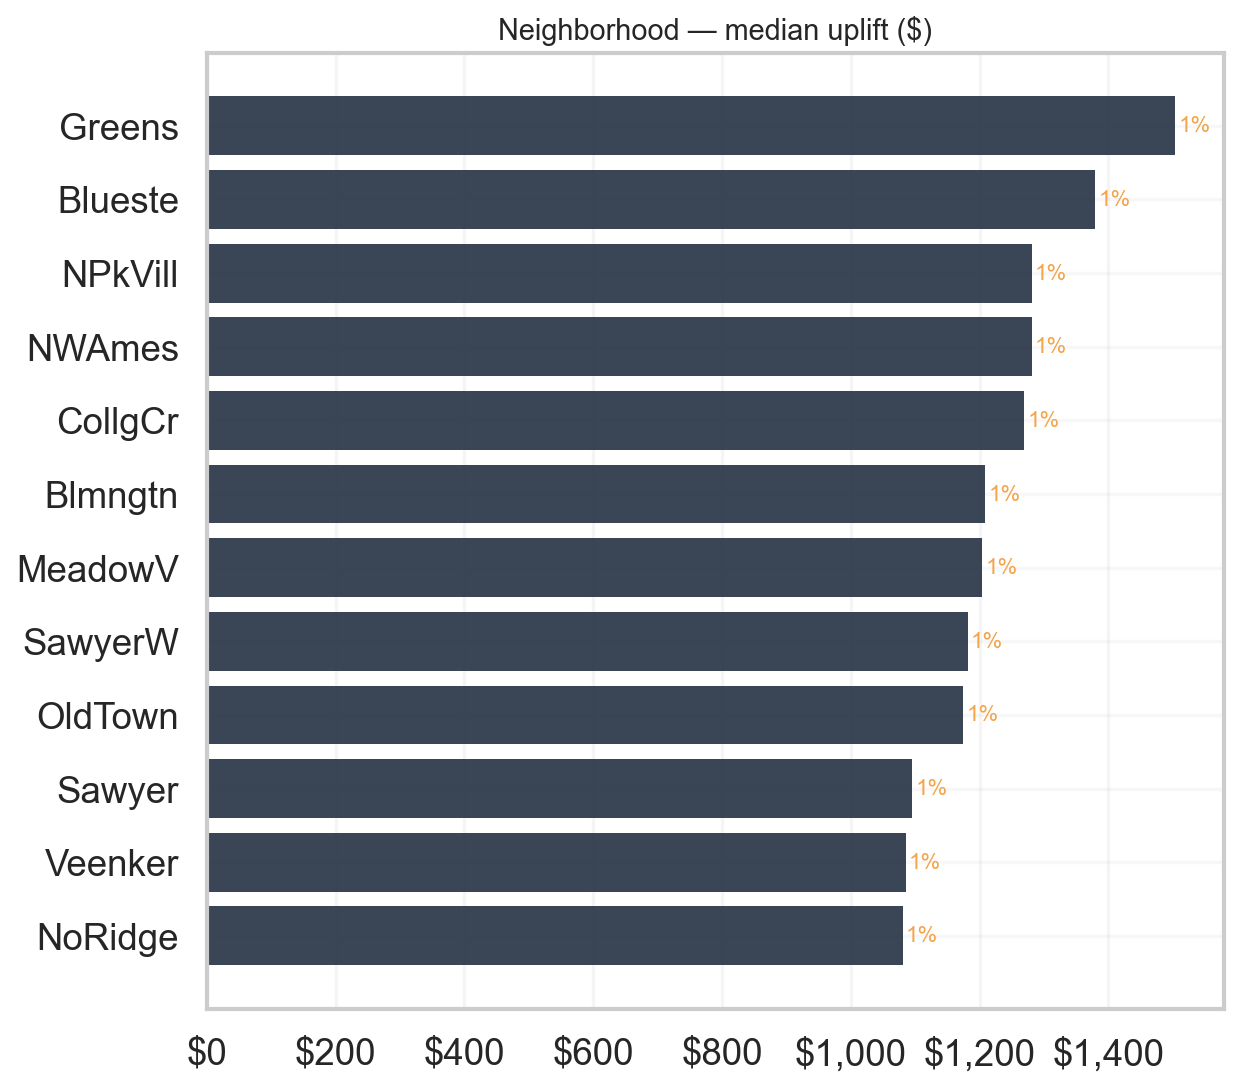 Neighborhood — median uplift ($)
Greens 1%
Blueste 1%
NPkVill 1%
NWAmes 1%
CollgCr 1%
Blmngtn 1%
MeadowV 1%
SawyerW 1%
OldTown 1%
Sawyer 1%
Veenker 1%
NoRidge 1%
$0 $200 $400 $600 $800 $1,000 $1,200 $1,400